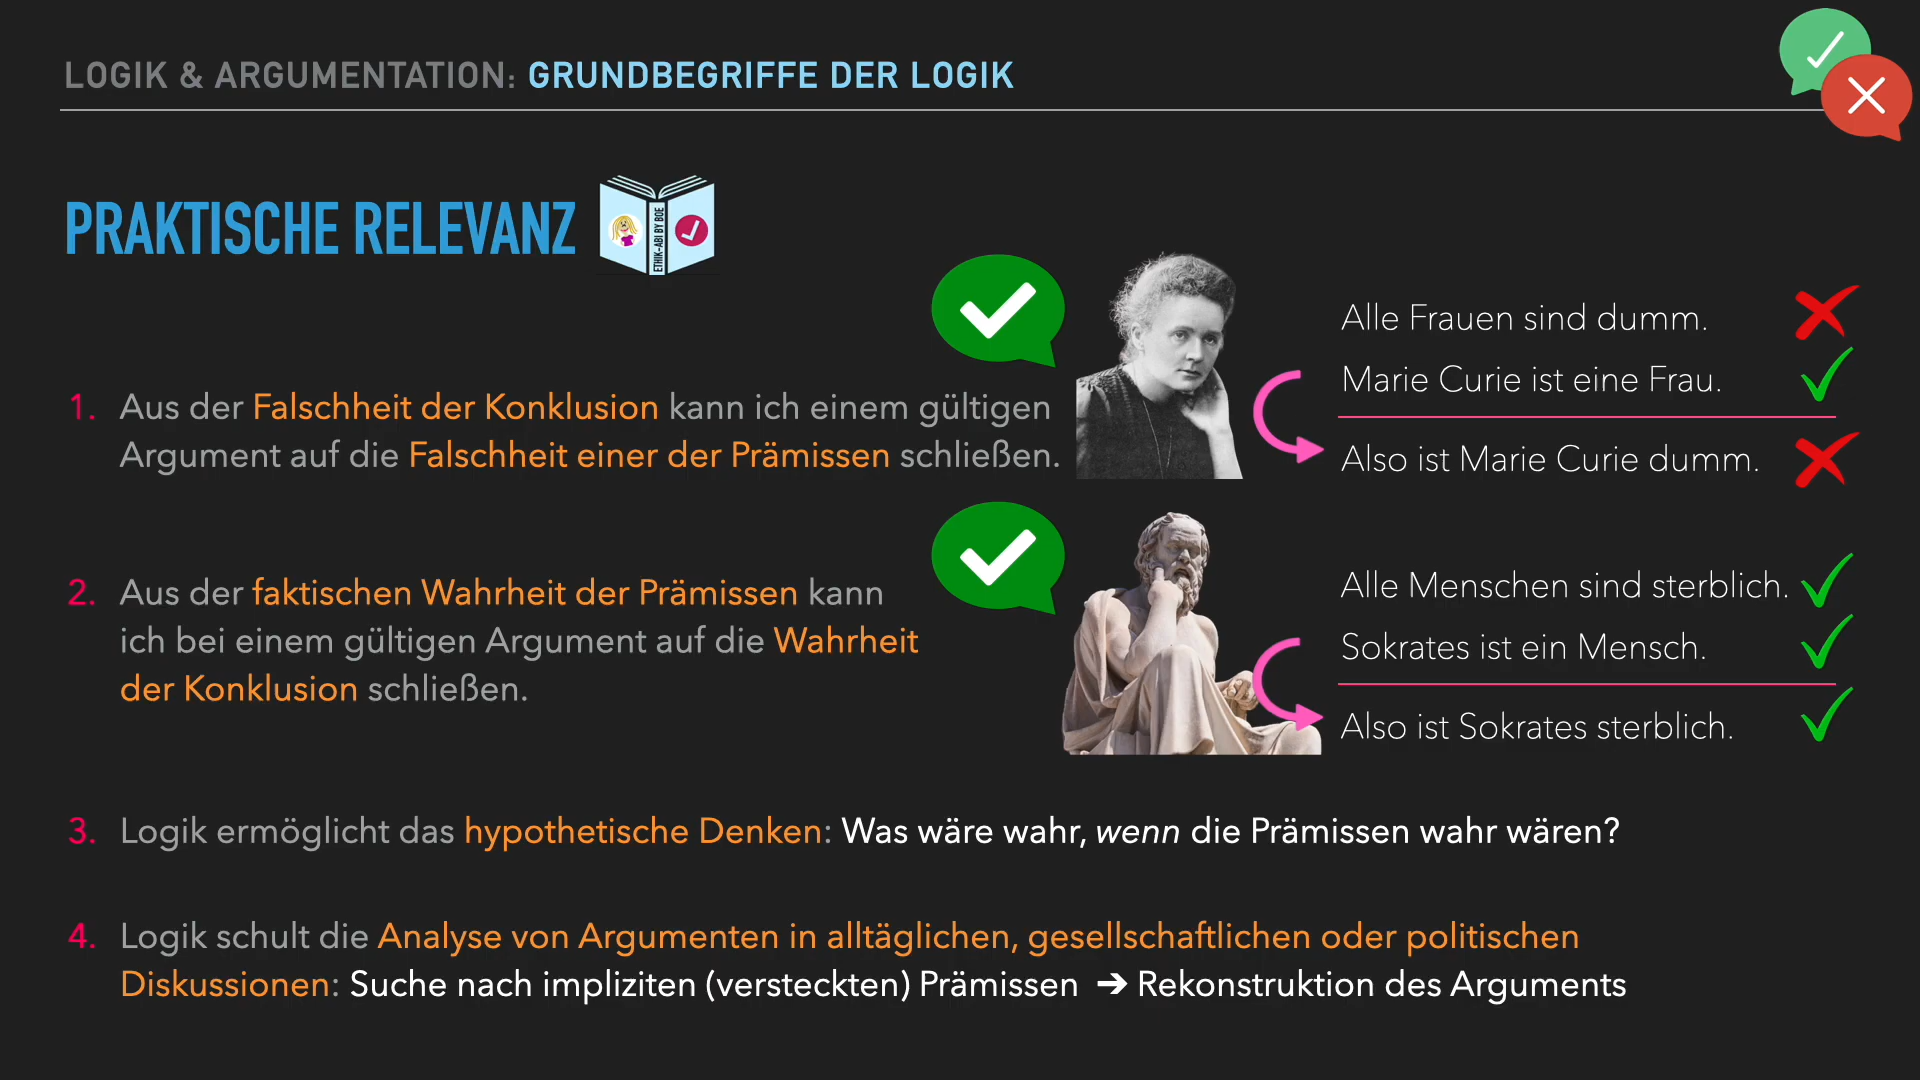 LOGIK & ARGUMENTATION: GRUNDBEGRIFFE DER LOGIK
PRAKTISCHE RELEVANZ
ETHIK-ABI BY BOE
Alle Frauen sind dumm.
Marie Curie ist eine Frau.
Also ist Marie Curie dumm.
1. Aus der Falschheit der Konklusion kann ich einem gültigen
Argument auf die Falschheit einer der Prämissen schließen.
2. Aus der faktischen Wahrheit der Prämissen kann
ich bei einem gültigen Argument auf die Wahrheit
der Konklusion schließen.
Alle Menschen sind sterblich.
Sokrates ist ein Mensch.
Also ist Sokrates sterblich.
3. Logik ermöglicht das hypothetische Denken: Was wäre wahr, wenn die Prämissen wahr wären?
4. Logik schult die Analyse von Argumenten in alltäglichen, gesellschaftlichen oder politischen
Diskussionen: Suche nach impliziten (versteckten) Prämissen ➔ Rekonstruktion des Arguments